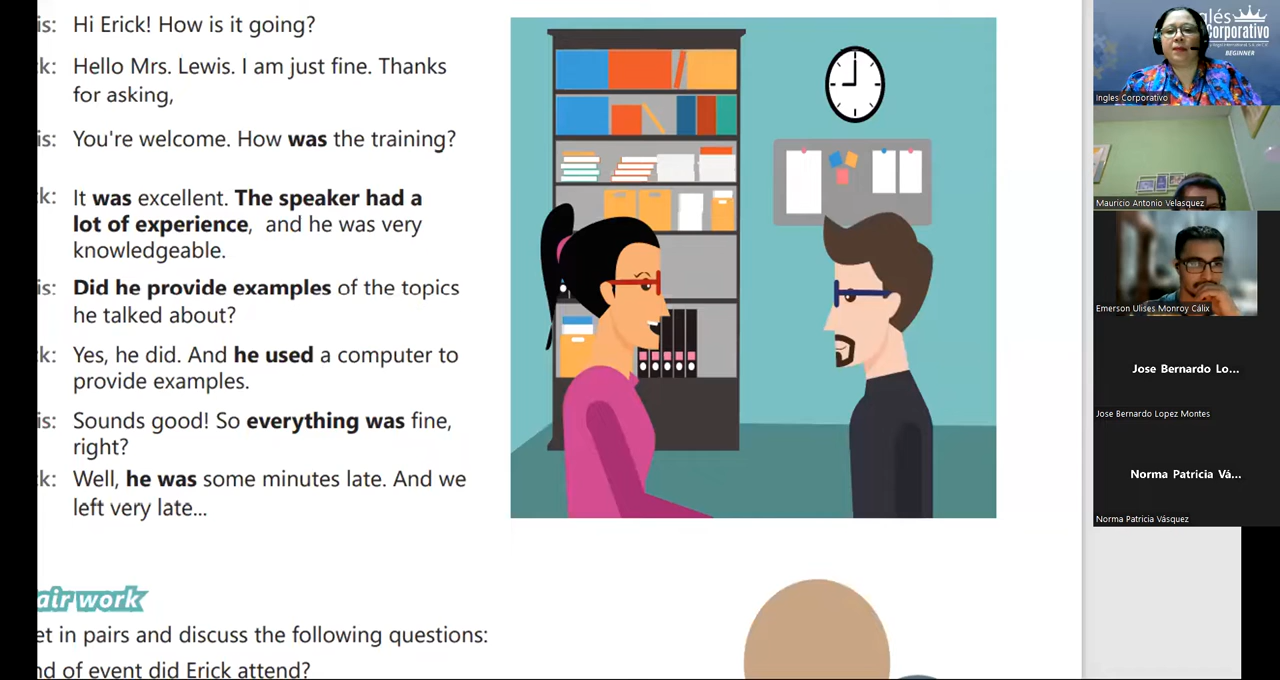 is: Hi Erick! How is it going?
k: Hello Mrs. Lewis. I am just fine. Thanks
for asking,
is: You're welcome. How was the training?
k: It was excellent. The speaker had a
lot of experience, and he was very
knowledgeable.
is: Did he provide examples of the topics
he talked about?
k: Yes, he did. And he used a computer to
provide examples.
is: Sounds good! So everything was fine,
right?
k: Well, he was some minutes late. And we
left very late...
air work
et in pairs and discuss the following questions:
nd of event did Erick attend?
glés
Corporativo
BEGINNER
Ingles Corporativo
Mauricio Antonio Velasquez
Emerson Ulises Monroy Cálix
Jose Bernardo Lo...
Jose Bernardo Lopez Montes
Norma Patricia Vá...
Norma Patricia Vásquez